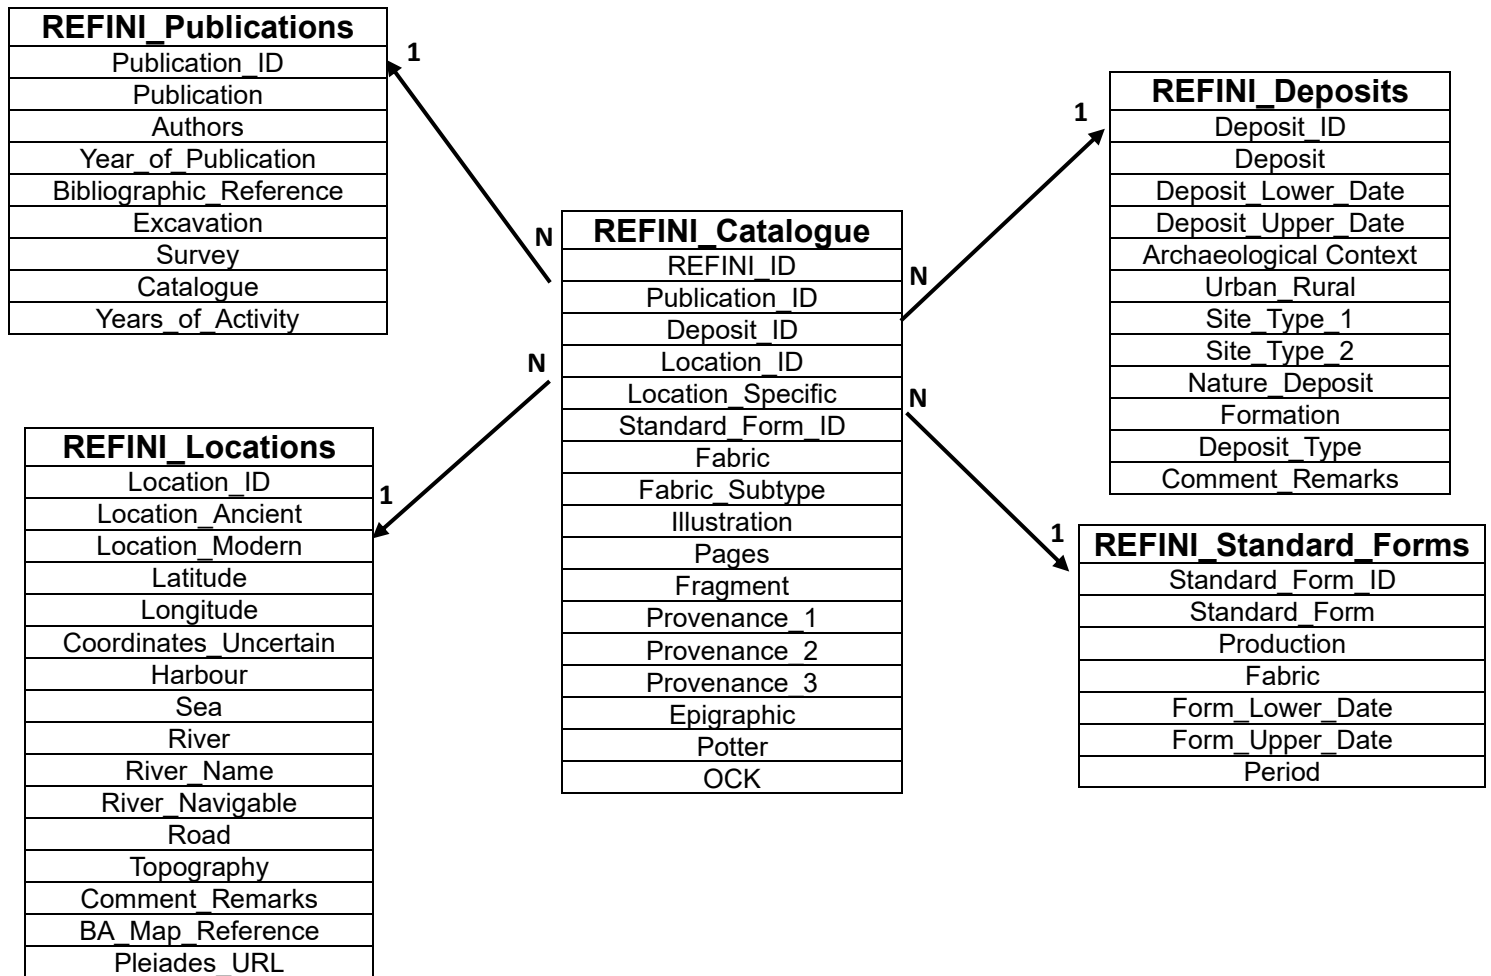 REFINI_Publications
Publication_ID
Publication
Authors
Year_of_Publication
Bibliographic_Reference
Excavation
Survey
Catalogue
Years_of_Activity
1
N
REFINI_Locations
Location_ID
Location_Ancient
Location_Modern
Latitude
Longitude
Coordinates_Uncertain
Harbour
Sea
River
River_Name
River_Navigable
Road
Topography
Comment_Remarks
BA_Map_Reference
Pleiades_URL
1
N
REFINI_Catalogue
REFINI_ID
Publication_ID
Deposit_ID
Location_ID
Location_Specific
Standard_Form_ID
Fabric
Fabric_Subtype
Illustration
Pages
Fragment
Provenance_1
Provenance_2
Provenance_3
Epigraphic
Potter
OCK
N
1
REFINI_Deposits
Deposit_ID
Deposit
Deposit_Lower_Date
Deposit_Upper_Date
Archaeological Context
Urban_Rural
Site_Type_1
Site_Type_2
Nature_Deposit
Formation
Deposit_Type
Comment_Remarks
N
1
REFINI_Standard_Forms
Standard_Form_ID
Standard_Form
Production
Fabric
Form_Lower_Date
Form_Upper_Date
Period